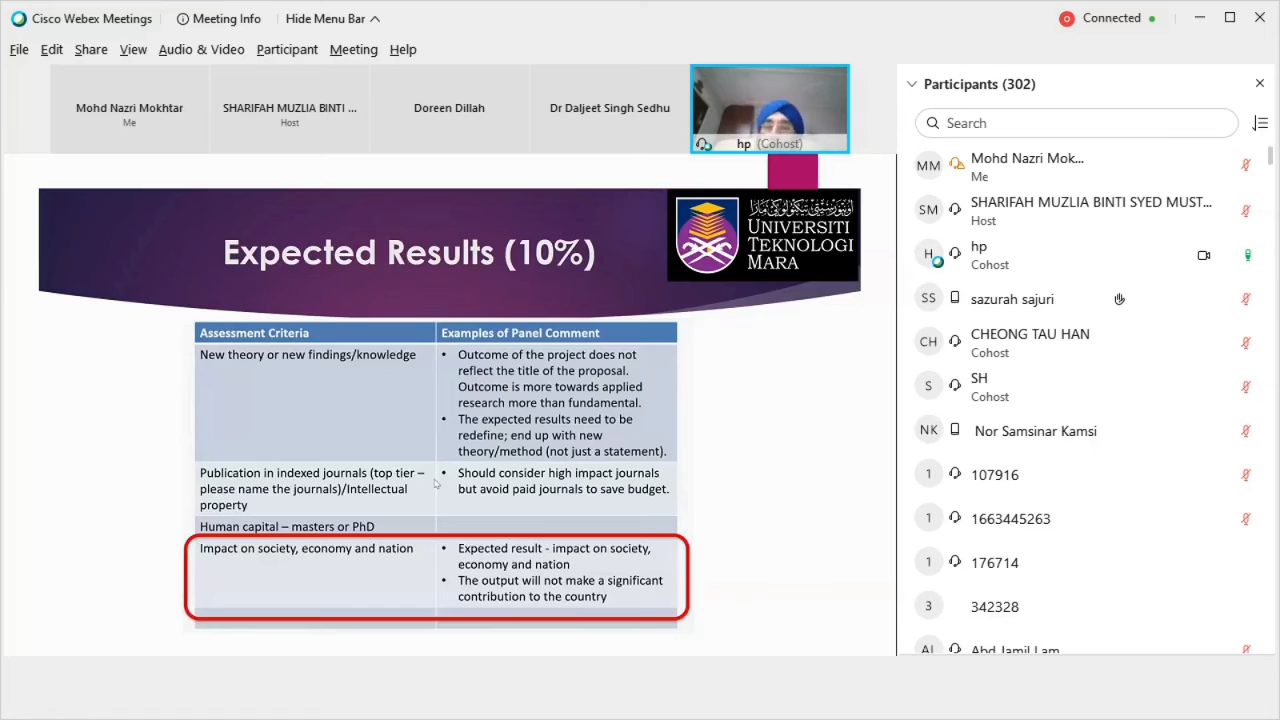 Cisco Webex Meetings
Meeting Info
Hide Menu Bar
Connected
File Edit Share View Audio & Video Participant Meeting Help
Mohd Nazri Mokhtar
Me
SHARIFAH MUZLIA BINTI ...
Host
Doreen Dillah
Dr Daljeet Singh Sedhu
hp (Cohost)
Expected Results (10%)
UNIVERSITI
TEKNOLOGI
MARA
Assessment Criteria
Examples of Panel Comment
New theory or new findings/knowledge
• Outcome of the project does not
reflect the title of the proposal.
Outcome is more towards applied
research more than fundamental.
• The expected results need to be
redefine; end up with new
theory/method (not just a statement).
Publication in indexed journals (top tier –
please name the journals)/Intellectual
property
• Should consider high impact journals
but avoid paid journals to save budget.
Human capital – masters or PhD
Impact on society, economy and nation
• Expected result - impact on society,
economy and nation
• The output will not make a significant
contribution to the country
Participants (302)
Search
MM Mohd Nazri Mok...
Me
SM SHARIFAH MUZLIA BINTI SYED MUST...
Host
H hp
Cohost
SS sazurah sajuri
CH CHEONG TAU HAN
Cohost
S SH
Cohost
NK Nor Samsinar Kamsi
1 107916
1 1663445263
1 176714
3 342328
AL Abd Jamil Lam